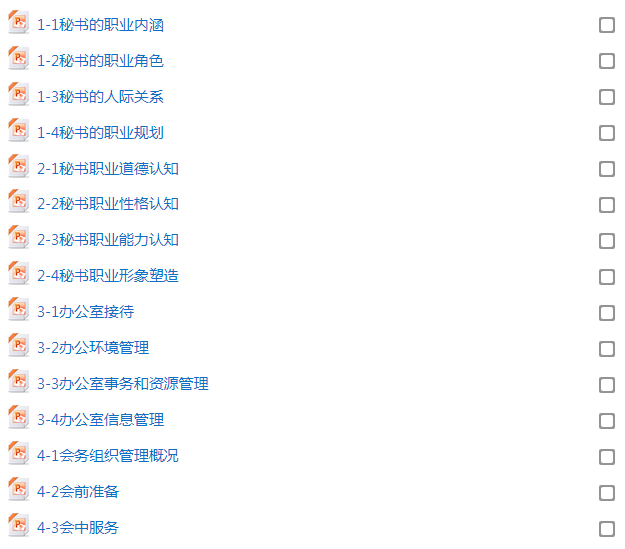 1-1秘书的职业内涵
1-2秘书的职业角色
1-3秘书的人际关系
1-4秘书的职业规划
2-1秘书职业道德认知
2-2秘书职业性格认知
2-3秘书职业能力认知
2-4秘书职业形象塑造
3-1办公室接待
3-2办公环境管理
3-3办公室事务和资源管理
3-4办公室信息管理
4-1会务组织管理概况
4-2会前准备
4-3会中服务